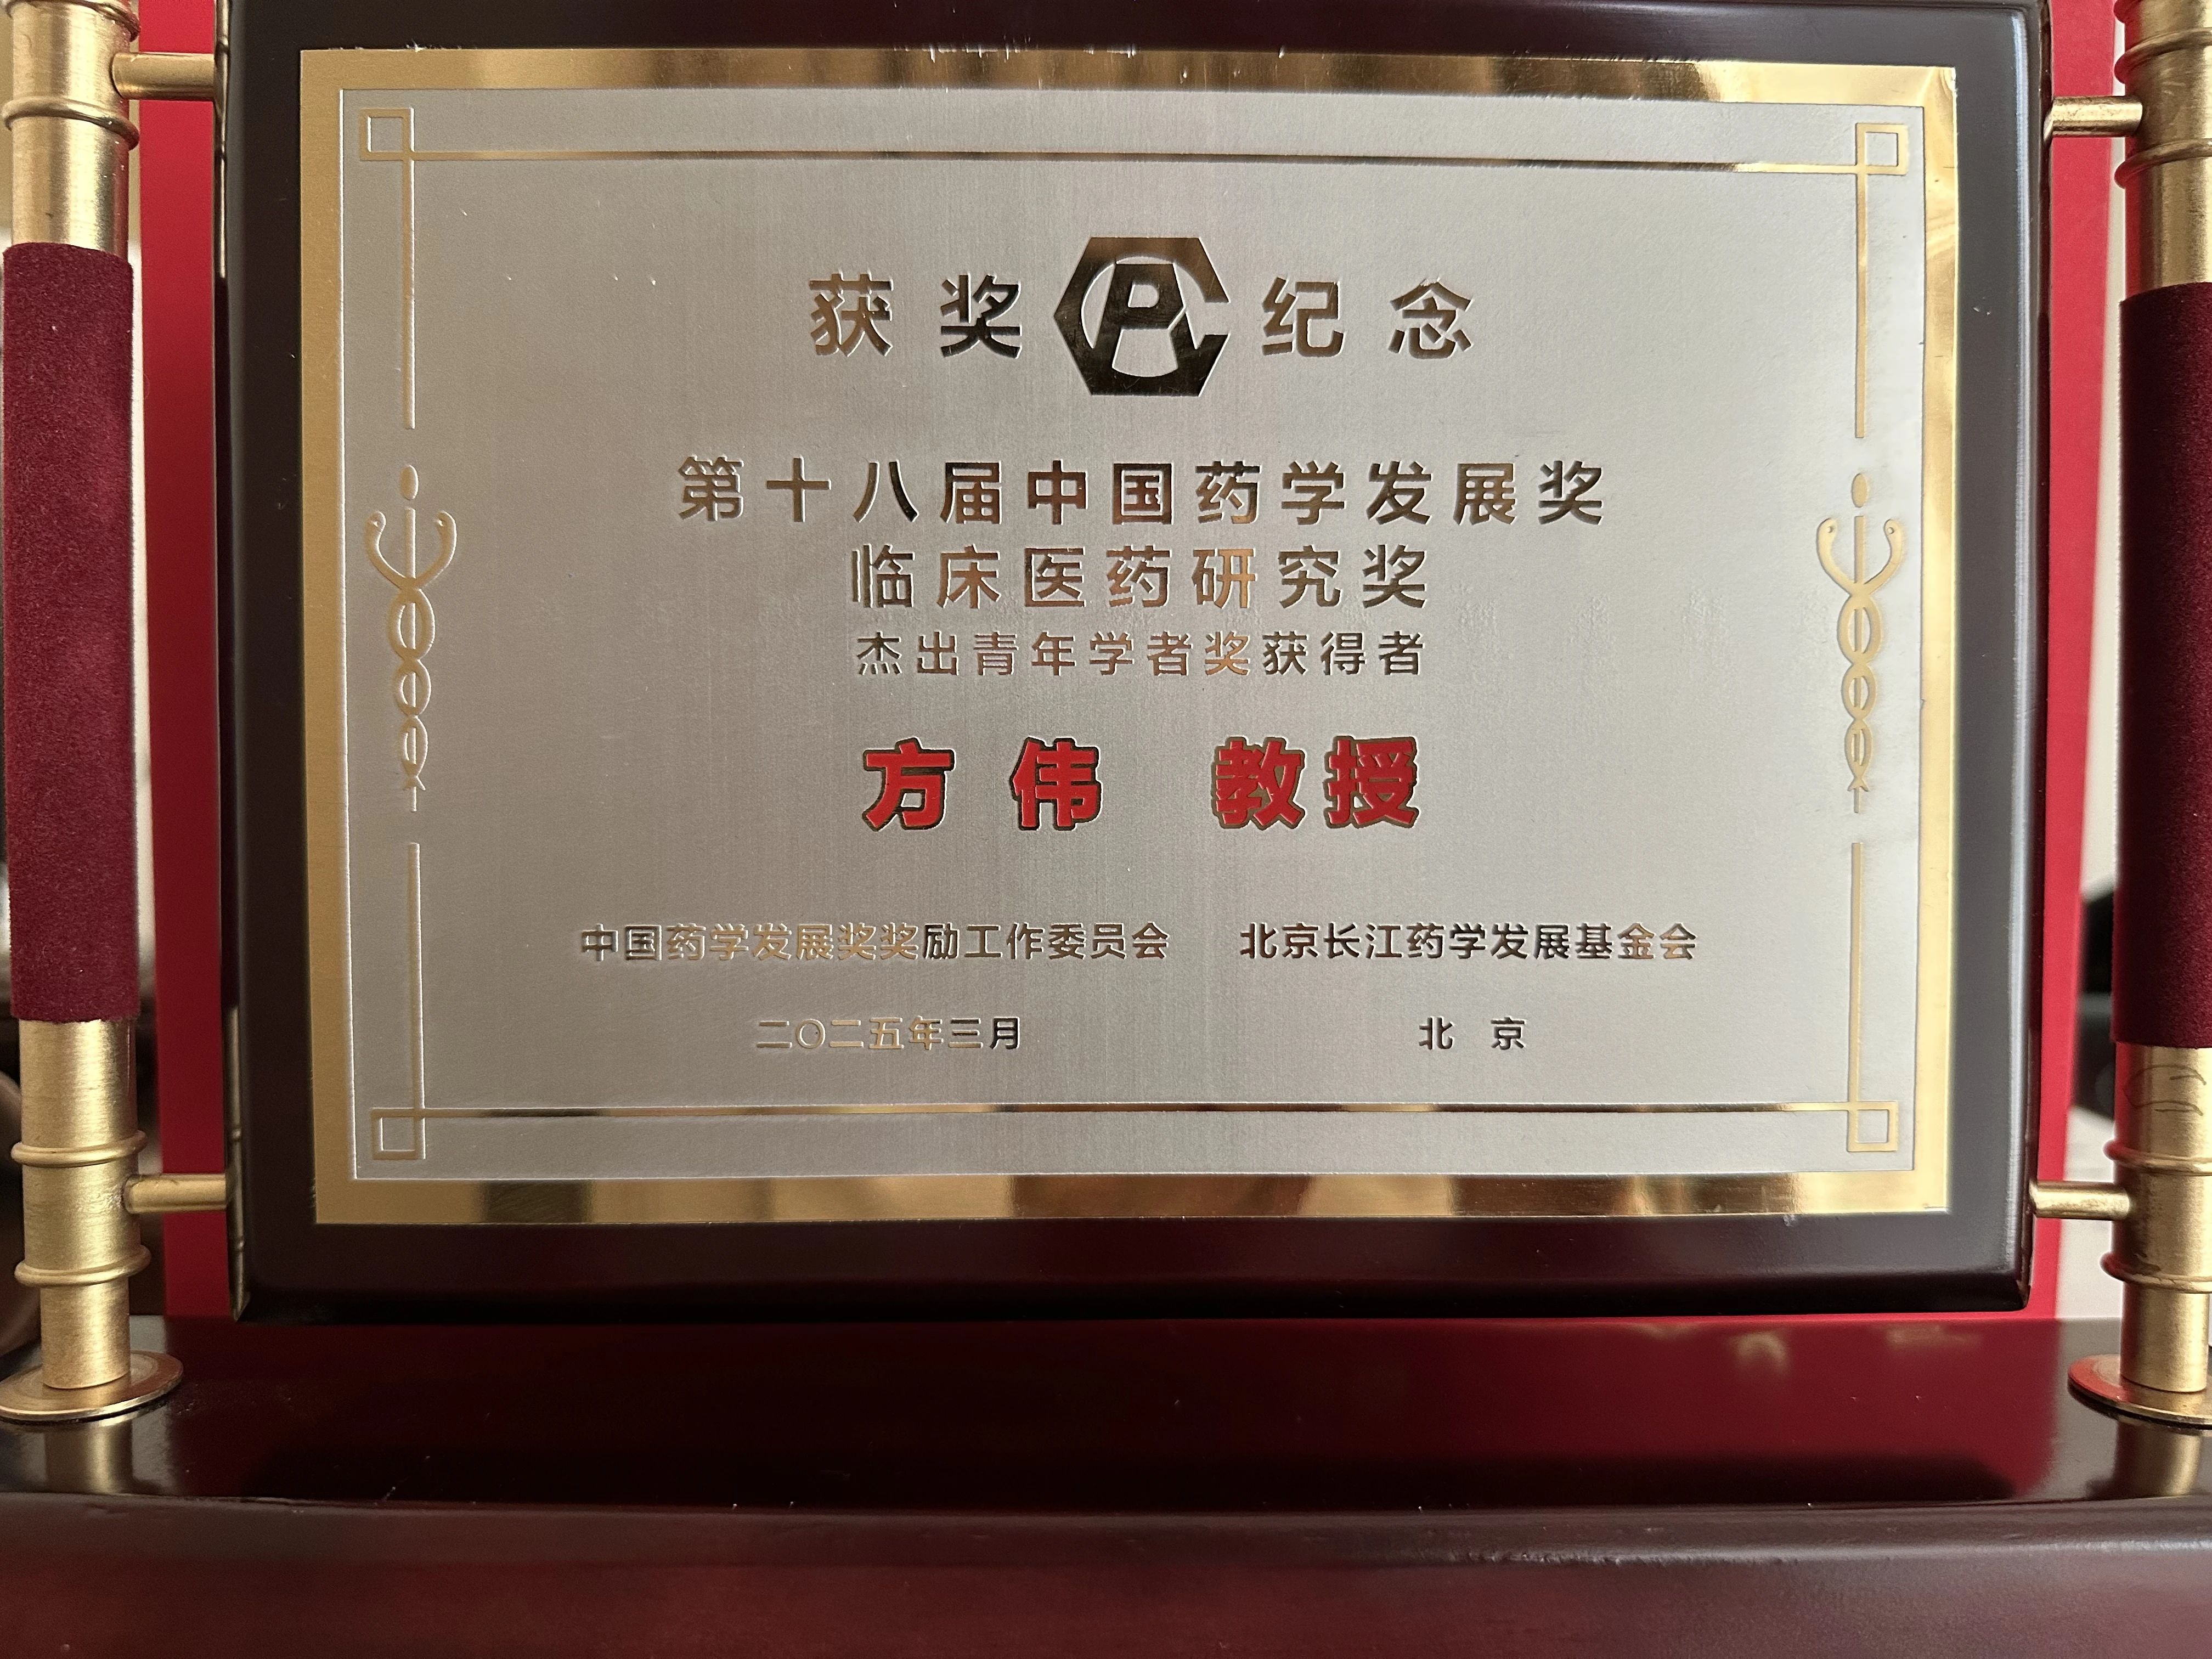 获奖 纪念
第十八届中国药学发展奖
临床医药研究奖
杰出青年学者奖获得者
方伟 教授
中国药学发展奖奖励工作委员会 北京长江药学发展基金会
二〇二五年三月 北京